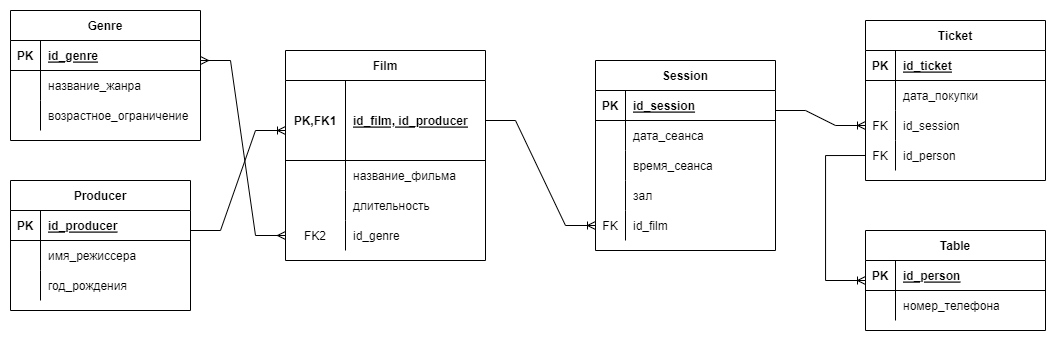 Genre
PK id_genre
название_жанра
возрастное_ограничение
Producer
PK id_producer
имя_режиссера
год_рождения
Film
PK,FK1 id_film, id_producer
название_фильма
длительность
FK2 id_genre
Session
PK id_session
дата_сеанса
время_сеанса
зал
FK id_film
Ticket
PK id_ticket
дата_покупки
FK id_session
FK id_person
Table
PK id_person
номер_телефона